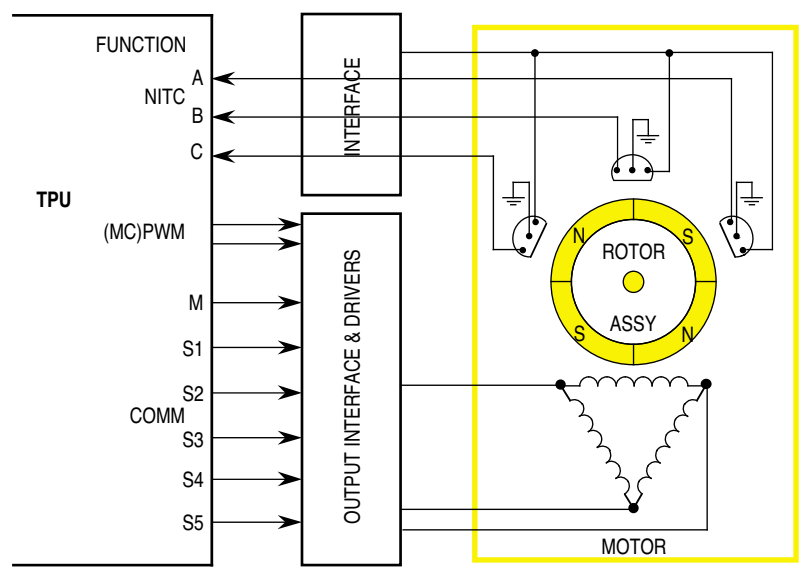 FUNCTION
A
NITC
B
C
TPU
(MC)PWM
M
S1
S2
COMM
S3
S4
S5
INTERFACE
OUTPUT INTERFACE & DRIVERS
N
S
ROTOR
ASSY
S
N
MOTOR